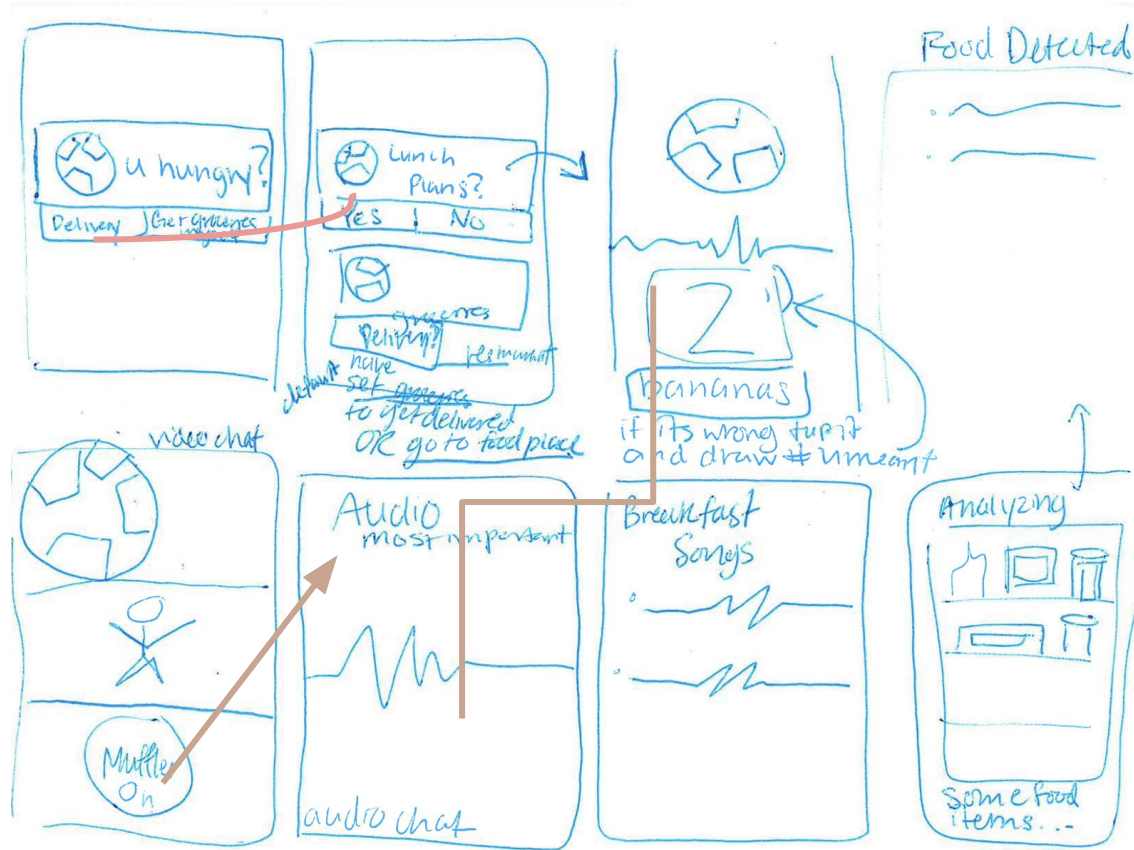 Food Detected
u hungry?
Delivery
Get groceries
Lunch
Plans?
Yes
No
groceries
Delivery?
default have
set groceries
to get delivered
OR go to food place
2
bananas
if its wrong tap it
and draw # u meant
video chat
Muffler
On
Audio
most important
audio chat
Breakfast
Songs
Analyzing
some food
items...